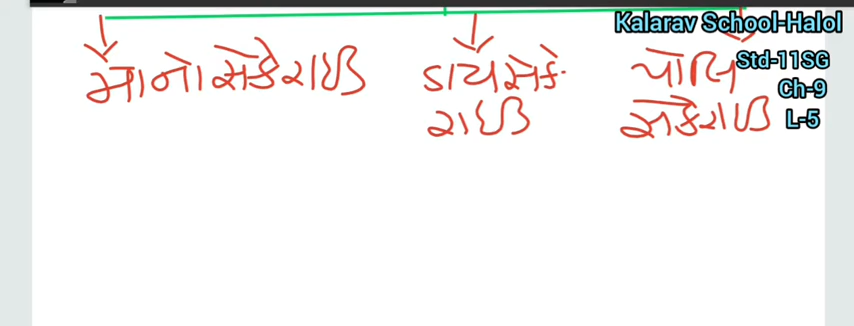 Kalarav School-Halol
Std-11SG
Ch-9
L-5
મોનોસેકેરાઇડ
ડાયસેકે-
રાઇડ
પોલિ
સેકેરાઇડ